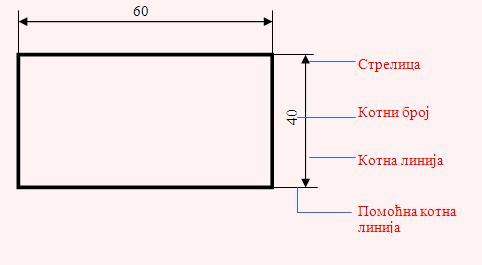 60
Стрелица
40
Котни број
Котна линија
Помоћна котна
линија